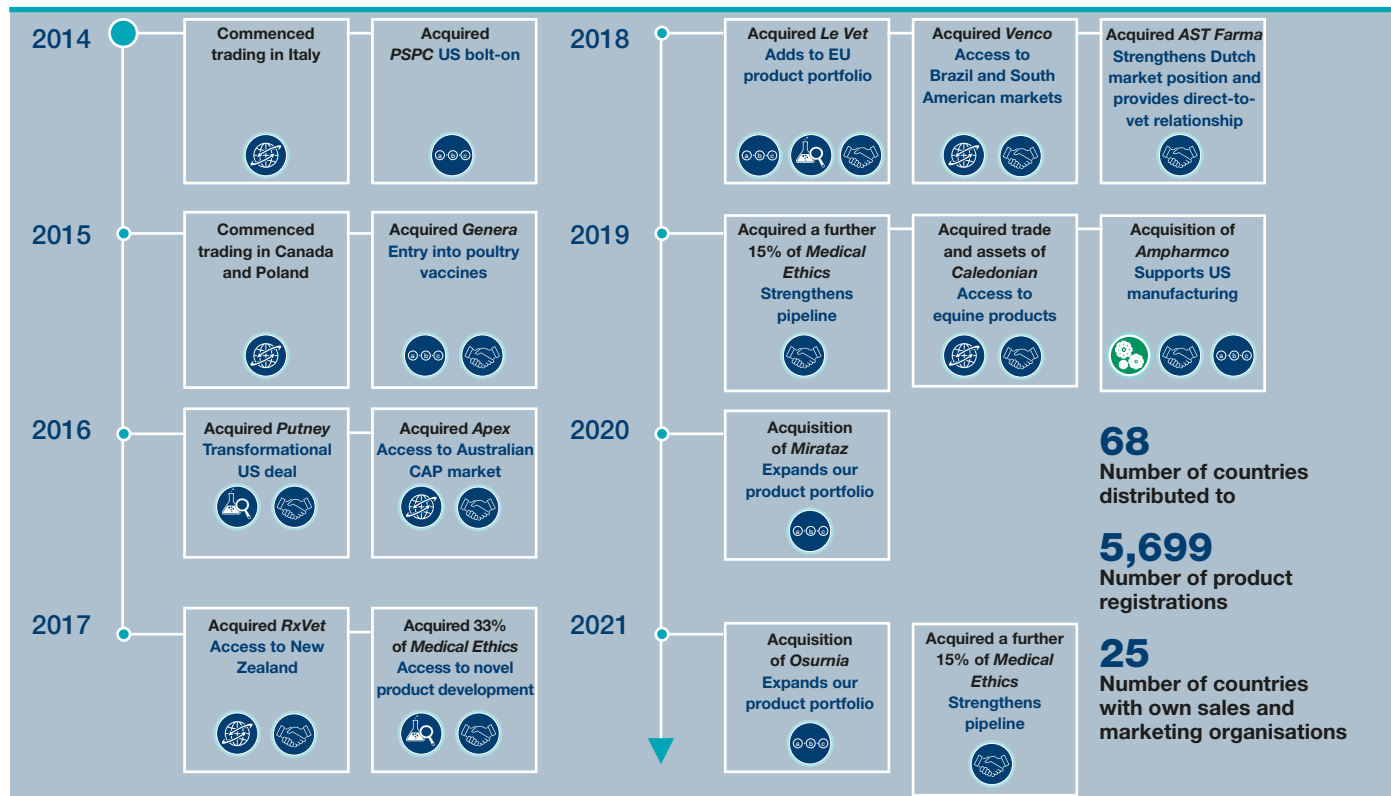 2014
Commenced
trading in Italy
Acquired
PSPC US bolt-on
a b c
2015
Commenced
trading in Canada
and Poland
Acquired Genera
Entry into poultry
vaccines
a b c
2016
Acquired Putney
Transformational
US deal
Acquired Apex
Access to Australian
CAP market
2017
Acquired RxVet
Access to New
Zealand
Acquired 33%
of Medical Ethics
Access to novel
product development
2018
Acquired Le Vet
Adds to EU
product portfolio
a b c
Acquired Venco
Access to
Brazil and South
American markets
Acquired AST Farma
Strengthens Dutch
market position and
provides direct-to-
vet relationship
2019
Acquired a further
15% of Medical
Ethics
Strengthens
pipeline
Acquired trade
and assets of
Caledonian
Access to
equine products
Acquisition of
Ampharmco
Supports US
manufacturing
a b c
2020
Acquisition
of Mirataz
Expands our
product portfolio
a b c
2021
Acquisition
of Osurnia
Expands our
product portfolio
a b c
Acquired a further
15% of Medical
Ethics
Strengthens
pipeline
68
Number of countries
distributed to
5,699
Number of product
registrations
25
Number of countries
with own sales and
marketing organisations